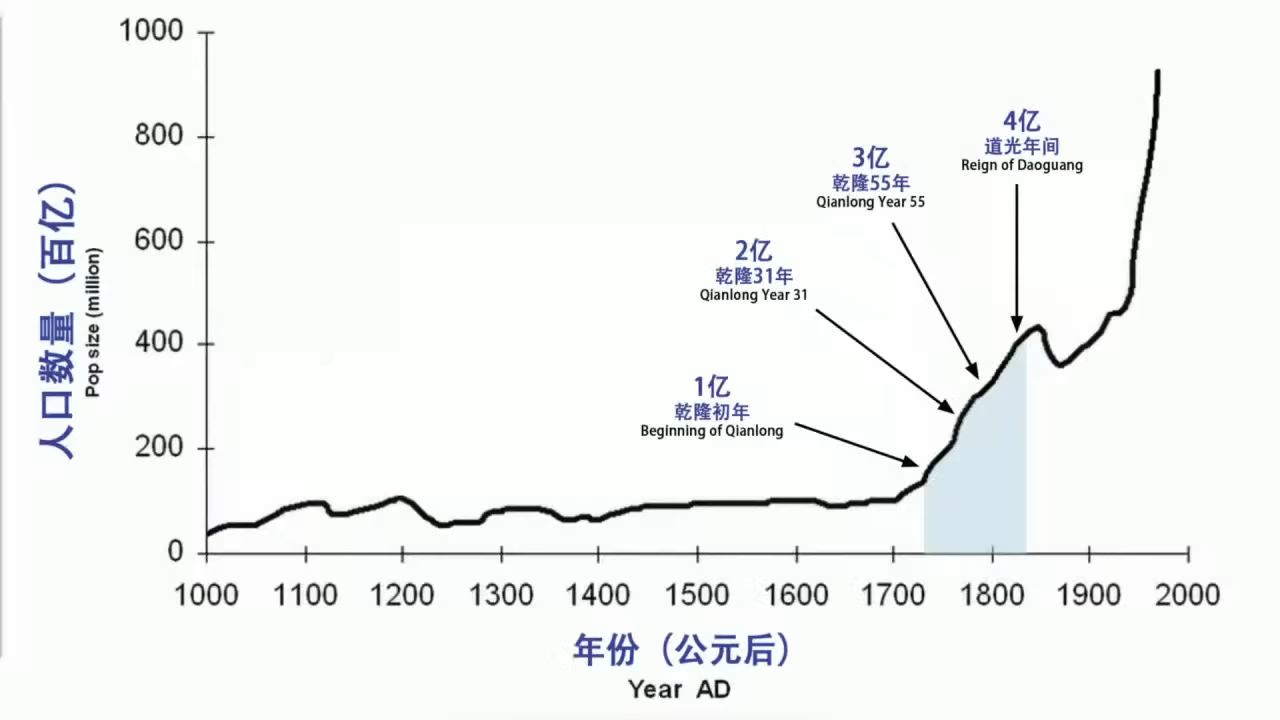 1000
800
600
400
200
0
人口数量（百亿）
Pop size (million)
1亿
乾隆初年
Beginning of Qianlong
2亿
乾隆31年
Qianlong Year 31
3亿
乾隆55年
Qianlong Year 55
4亿
道光年间
Reign of Daoguang
1000 1100 1200 1300 1400 1500 1600 1700 1800 1900 2000
年份（公元后）
Year AD